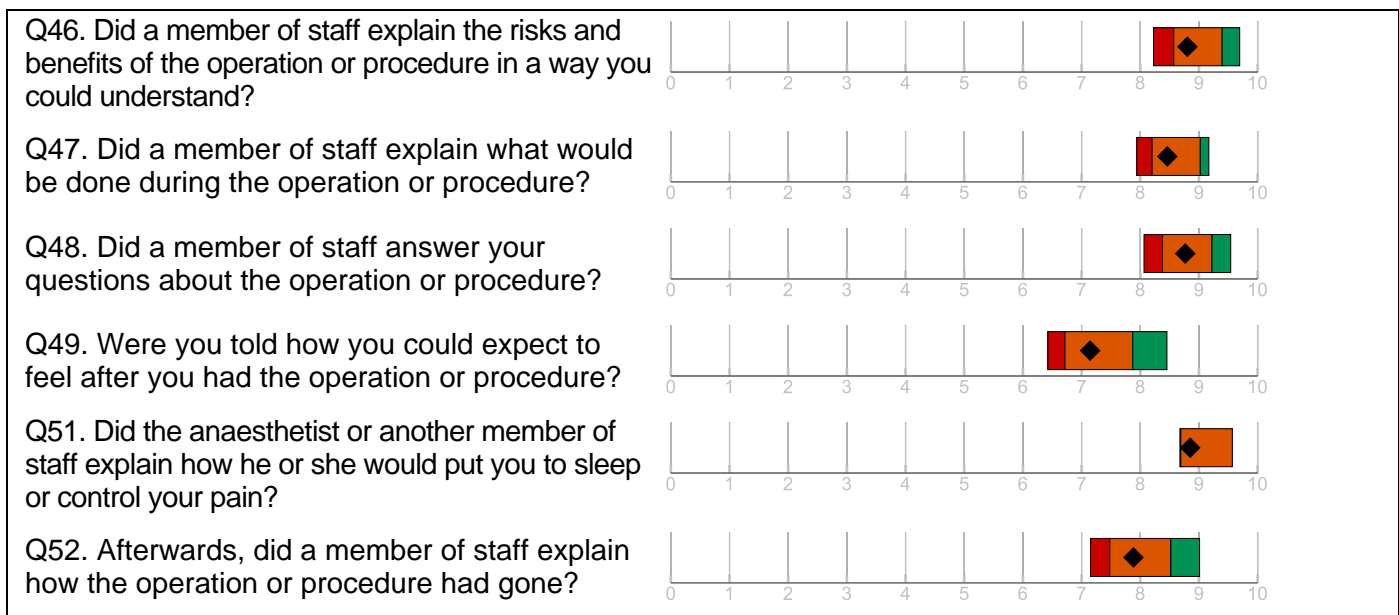 Q46. Did a member of staff explain the risks and
benefits of the operation or procedure in a way you
could understand?
0 1 2 3 4 5 6 7 8 9 10
Q47. Did a member of staff explain what would
be done during the operation or procedure?
0 1 2 3 4 5 6 7 8 9 10
Q48. Did a member of staff answer your
questions about the operation or procedure?
0 1 2 3 4 5 6 7 8 9 10
Q49. Were you told how you could expect to
feel after you had the operation or procedure?
0 1 2 3 4 5 6 7 8 9 10
Q51. Did the anaesthetist or another member of
staff explain how he or she would put you to sleep
or control your pain?
0 1 2 3 4 5 6 7 8 9 10
Q52. Afterwards, did a member of staff explain
how the operation or procedure had gone?
0 1 2 3 4 5 6 7 8 9 10